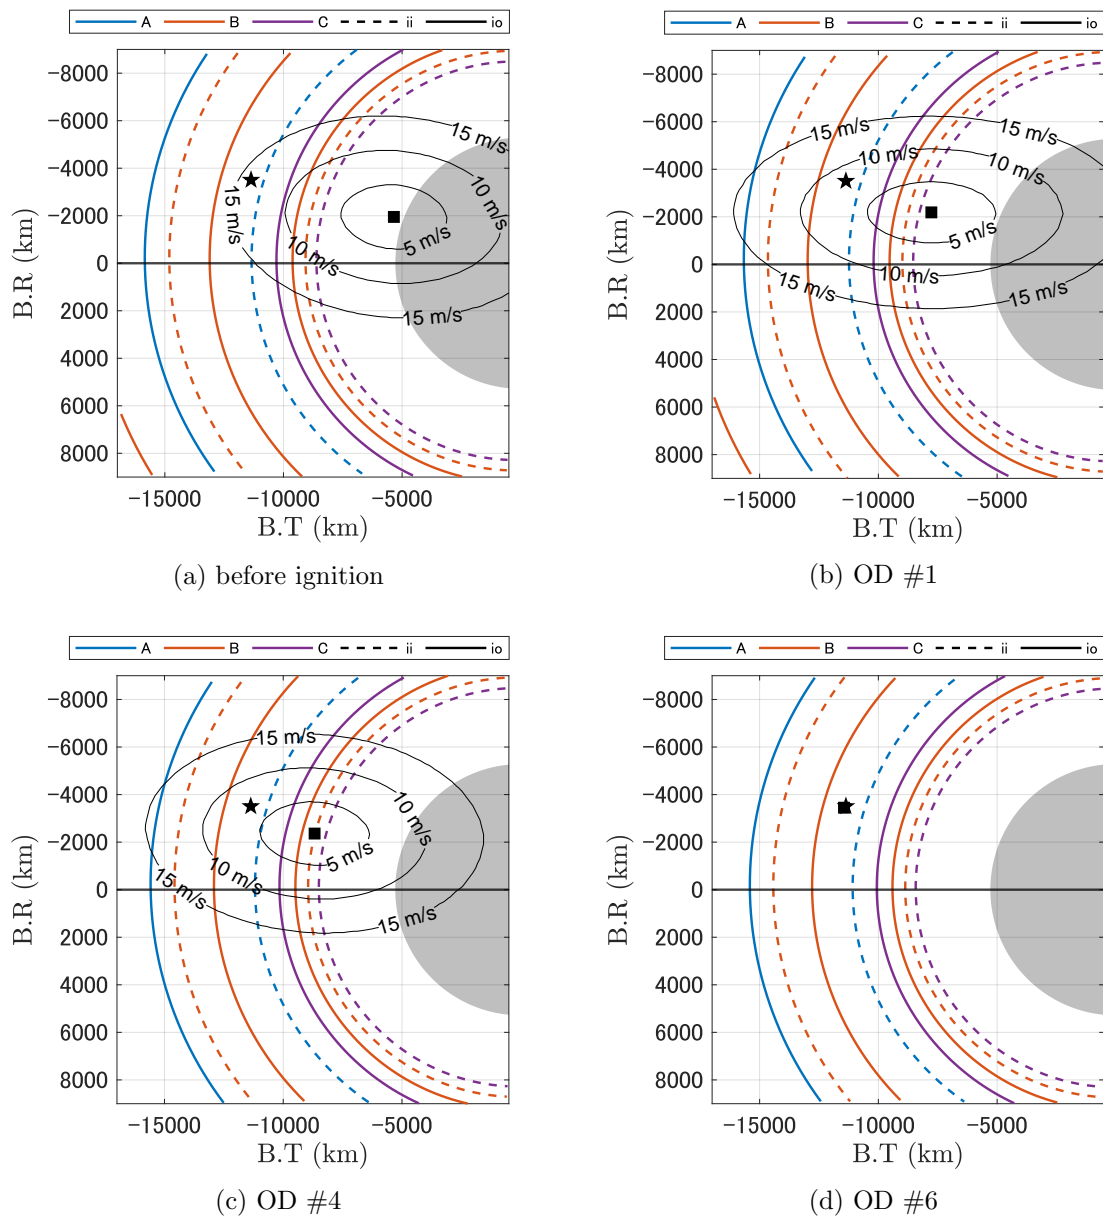 A B C ii io
−8000
−6000
−4000
−2000
0
2000
4000
6000
8000
B.R (km)
15 m/s
10 m/s
15 m/s
10 m/s
5 m/s
15 m/s
−15000 −10000 −5000
B.T (km)
(a) before ignition
A B C ii io
−8000
−6000
−4000
−2000
0
2000
4000
6000
8000
B.R (km)
15 m/s
15 m/s
10 m/s
10 m/s
5 m/s
10 m/s
15 m/s
15 m/s
−15000 −10000 −5000
B.T (km)
(b) OD #1
A B C ii io
−8000
−6000
−4000
−2000
0
2000
4000
6000
8000
B.R (km)
15 m/s
10 m/s
5 m/s
10 m/s
15 m/s
15 m/s
−15000 −10000 −5000
B.T (km)
(c) OD #4
A B C ii io
−8000
−6000
−4000
−2000
0
2000
4000
6000
8000
B.R (km)
−15000 −10000 −5000
B.T (km)
(d) OD #6